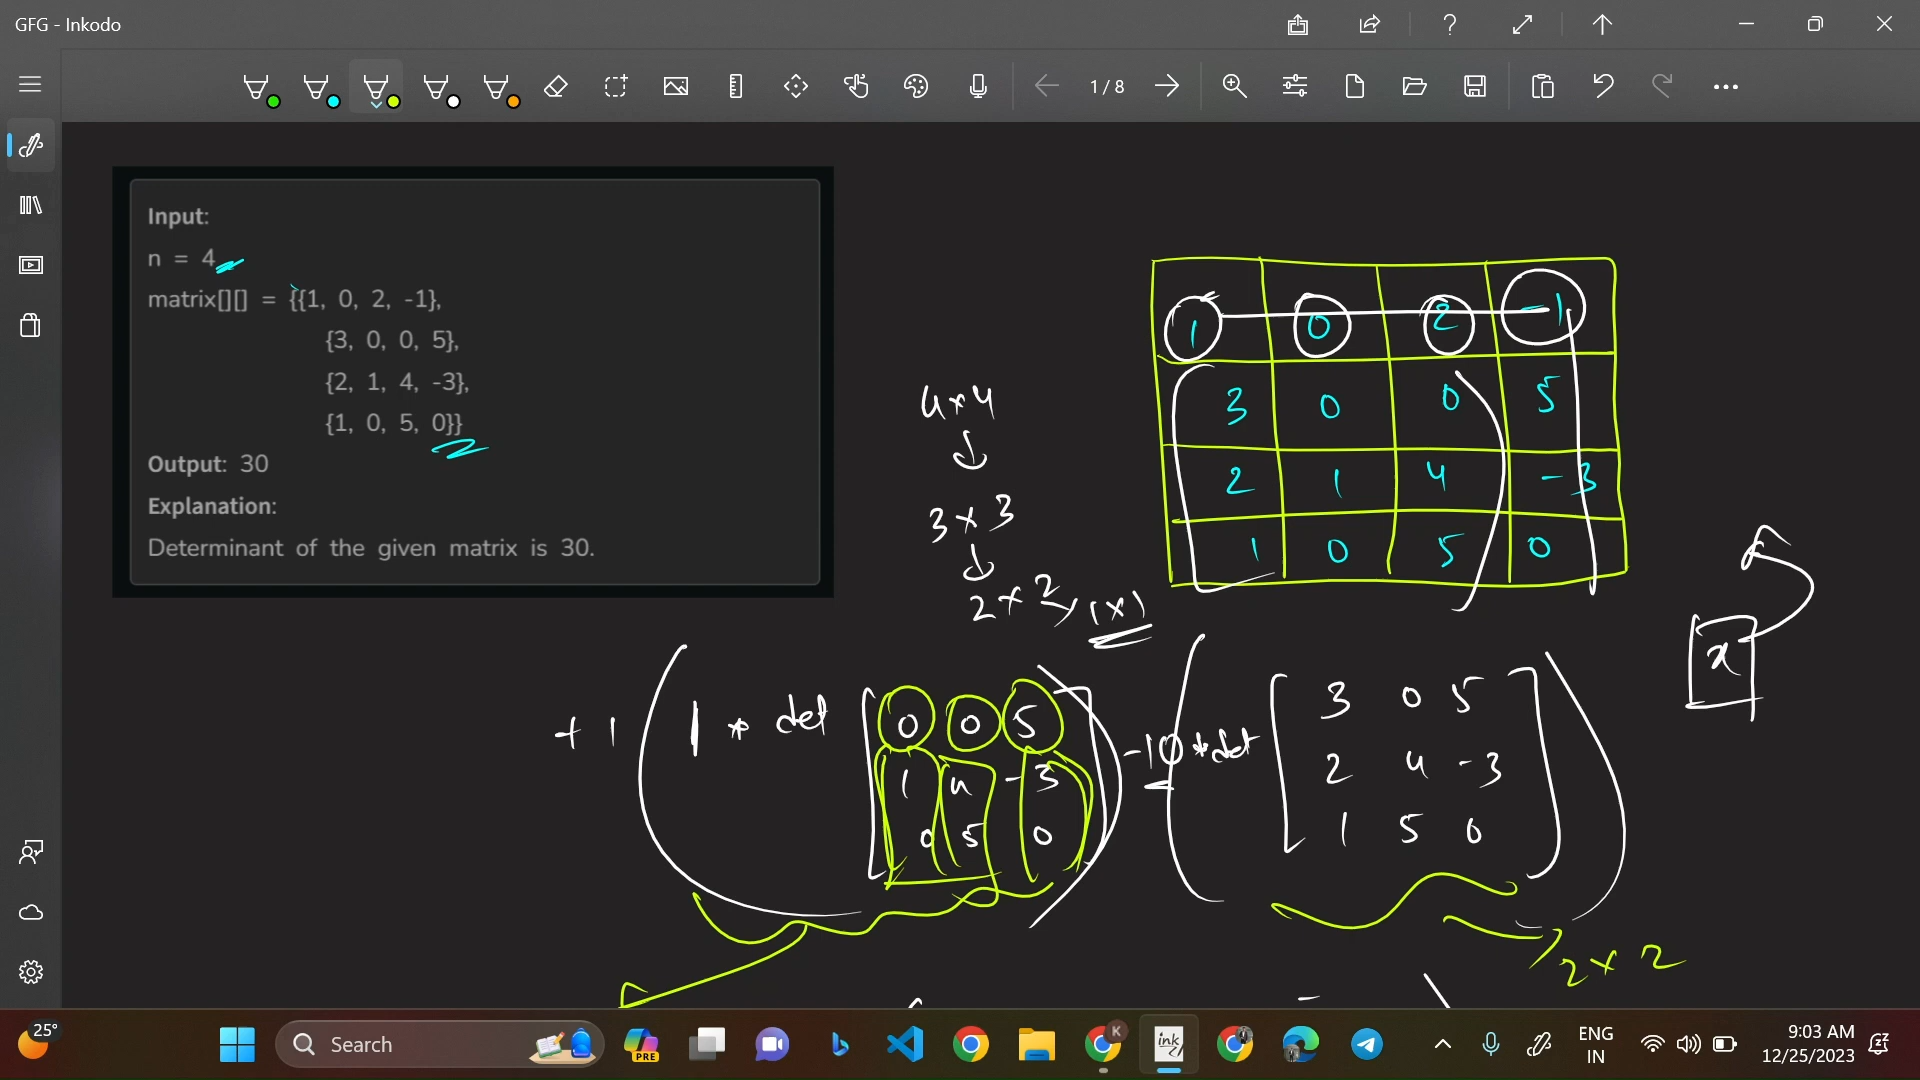 GFG - Inkodo
1 / 8
Input:
n = 4
matrix[][] = {{1, 0, 2, -1},
{3, 0, 0, 5},
{2, 1, 4, -3},
{1, 0, 5, 0}}
Output: 30
Explanation:
Determinant of the given matrix is 30.
1 0 2 -1
3 0 0 5
2 1 4 -3
1 0 5 0
4 x 4
3 x 3
2 x 2, 1x1
x
+1 ( 1 * det [ 0 0 5
1 4 -3
0 5 0 ] )
-10 * det [ 3 0 5
2 4 -3
1 5 0 ]
2 x 2
25°
Search
PRE
K
ink
ENG
IN
9:03 AM
12/25/2023